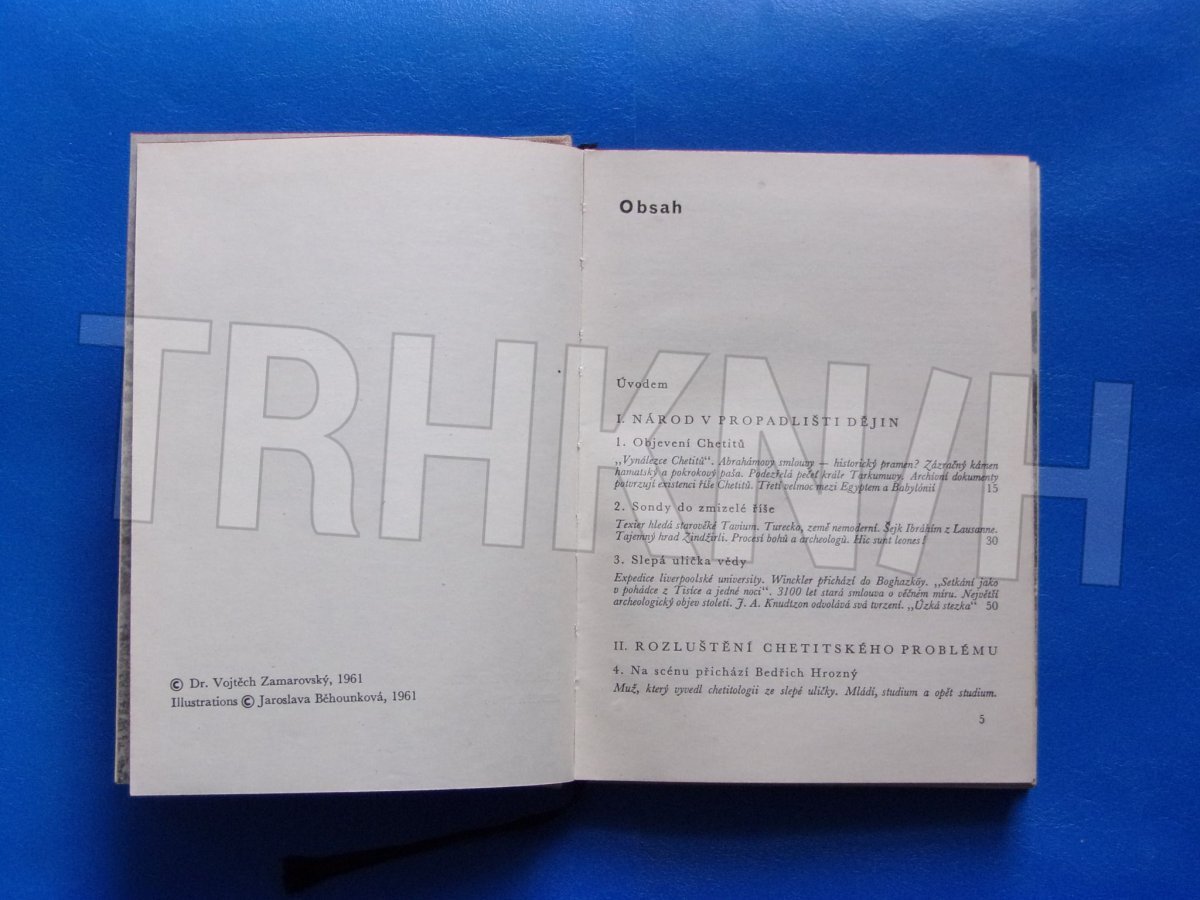 © Dr. Vojtěch Zamarovský, 1961
Illustrations © Jaroslava Běhounková, 1961
Obsah
Úvodem
I. NÁROD V PROPADLIŠTI DĚJIN
1. Objevení Chetitů
„Vynálezce Chetitů“. Abrahámovy smlouvy — historický pramen? Zázračný kámen
hamatský a pokrokový paša. Podezřelá pečeť krále Tarkumuvy. Archivní dokumenty
potvrzují existenci říše Chetitů. Třetí velmoc mezi Egyptem a Babylónií 15
2. Sondy do zmizelé říše
Texier hledá starověké Tavium. Turecko, země nemoderní. Šejk Ibráhím z Lausanne.
Tajemný hrad Zindžirli. Procesí bohů a archeologů. Hic sunt leones! 30
3. Slepá ulička vědy
Expedice liverpoolské university. Winckler přichází do Boghazköy. „Setkání jako
v pohádce z Tisíce a jedné noci“. 3100 let stará smlouva o věčném míru. Největší
archeologický objev století. J. A. Knudtzon odvolává svá tvrzení. „Úzká stezka“ 50
II. ROZLUŠTĚNÍ CHETITSKÉHO PROBLÉMU
4. Na scénu přichází Bedřich Hrozný
Muž, který vyvedl chetitologii ze slepé uličky. Mládí, studium a opět studium.
5
TRHKNIH